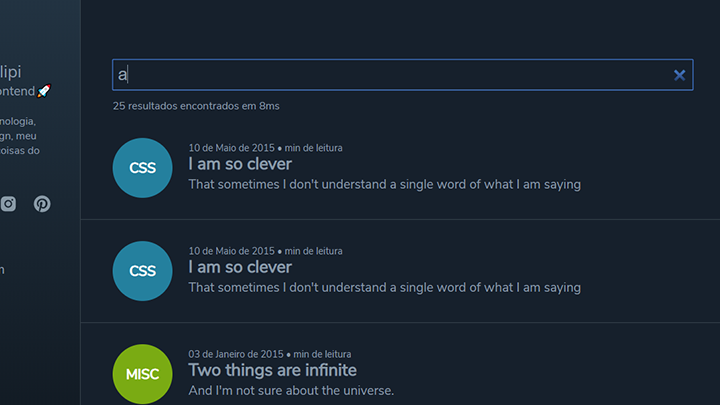 lipi
ontend 🚀
nologia,
gn, meu
oisas do
m
a
25 resultados encontrados em 8ms
CSS
10 de Maio de 2015 • min de leitura
I am so clever
That sometimes I don't understand a single word of what I am saying
CSS
10 de Maio de 2015 • min de leitura
I am so clever
That sometimes I don't understand a single word of what I am saying
MISC
03 de Janeiro de 2015 • min de leitura
Two things are infinite
And I'm not sure about the universe.